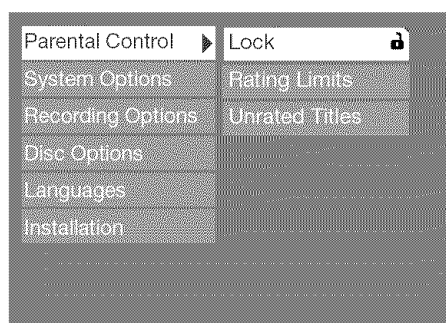 Parental Control
System Options
Recording Options
Disc Options
Languages
Installation
Lock
Rating Limits
Unrated Titles